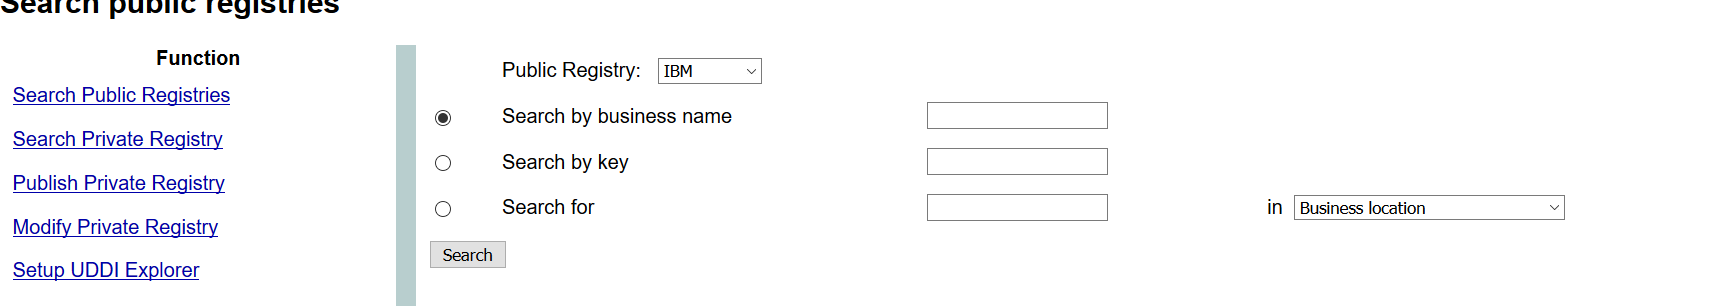 Search public registries
Function
Search Public Registries
Search Private Registry
Publish Private Registry
Modify Private Registry
Setup UDDI Explorer
Public Registry: IBM
Search by business name
Search by key
Search for in Business location
Search